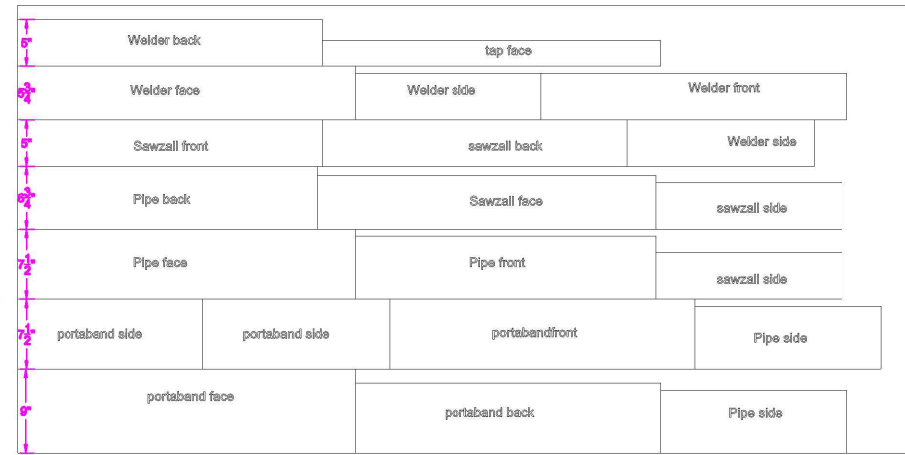 5" Welder back tap face
5 3/4" Welder face Welder side Welder front
5" Sawzall front sawzall back Welder side
6 3/4" Pipe back Sawzall face sawzall side
7 1/2" Pipe face Pipe front sawzall side
7 1/2" portaband side portaband side portabandfront Pipe side
9" portaband face portaband back Pipe side